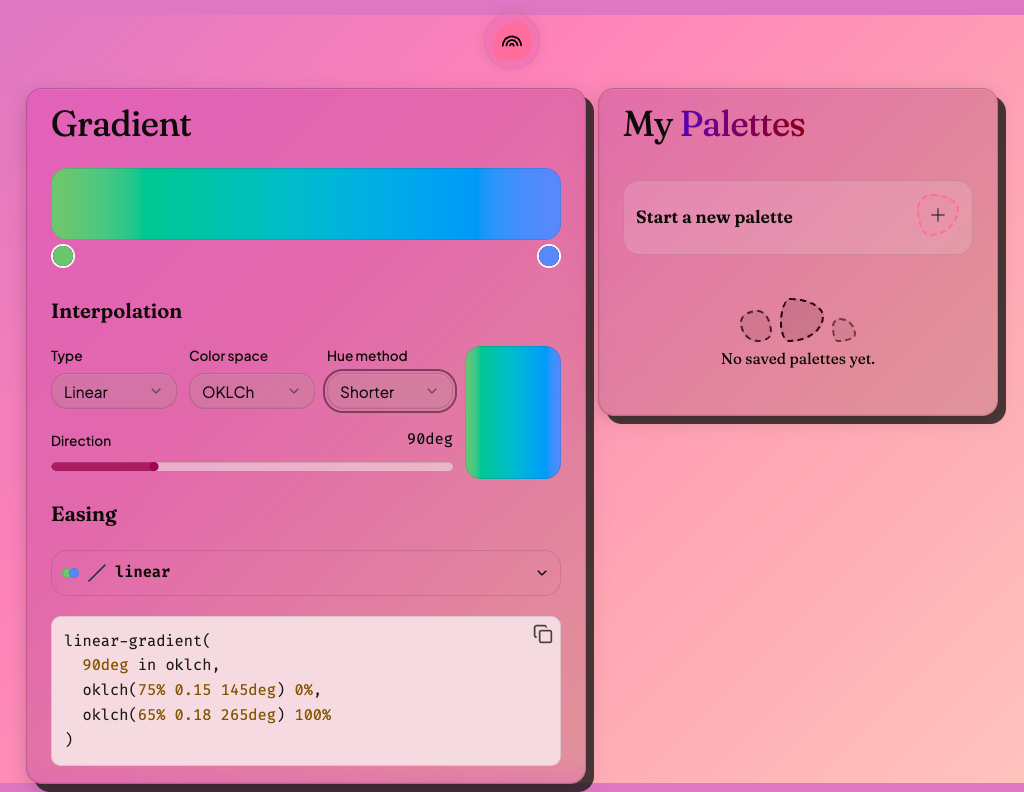 Gradient
Interpolation
Type
Color space
Hue method
Linear
OKLCh
Shorter
Direction
90deg
Easing
linear
linear-gradient(
  90deg in oklch,
  oklch(75% 0.15 145deg) 0%,
  oklch(65% 0.18 265deg) 100%
)
My Palettes
Start a new palette
No saved palettes yet.